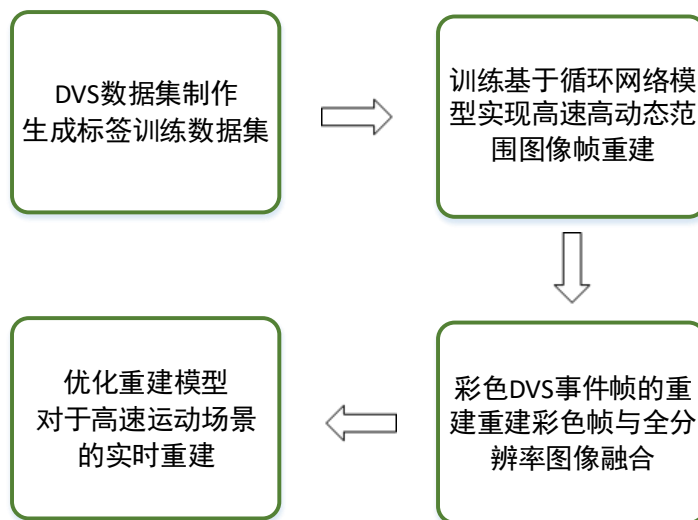 DVS数据集制作
生成标签训练数据集
训练基于循环网络模
型实现高速高动态范
围图像帧重建
彩色DVS事件帧的重
建重建彩色帧与全分
辨率图像融合
优化重建模型
对于高速运动场景
的实时重建